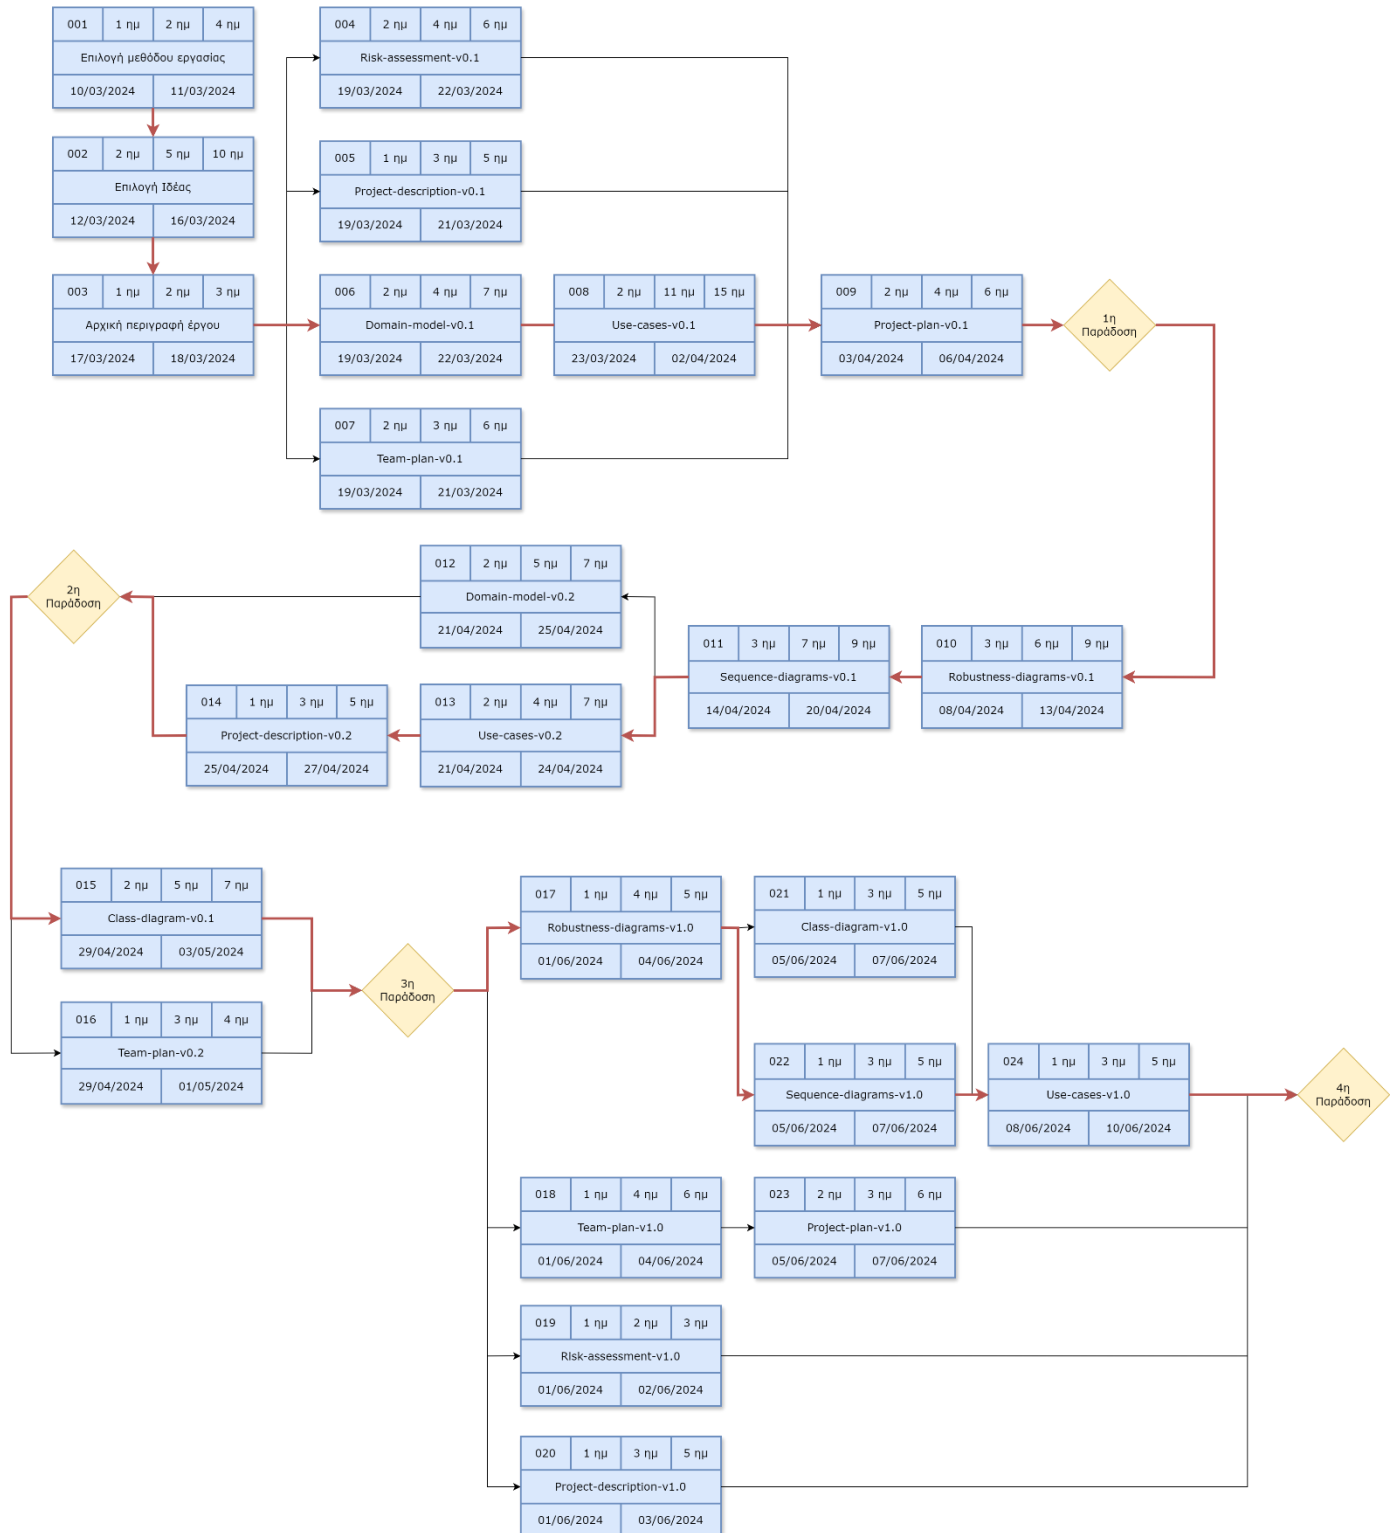 001 1 ημ 2 ημ 4 ημ
Επιλογή μεθόδου εργασίας
10/03/2024 11/03/2024
002 2 ημ 5 ημ 10 ημ
Επιλογή Ιδέας
12/03/2024 16/03/2024
003 1 ημ 2 ημ 3 ημ
Αρχική περιγραφή έργου
17/03/2024 18/03/2024
004 2 ημ 4 ημ 6 ημ
Risk-assessment-v0.1
19/03/2024 22/03/2024
005 1 ημ 3 ημ 5 ημ
Project-description-v0.1
19/03/2024 21/03/2024
006 2 ημ 4 ημ 7 ημ
Domain-model-v0.1
19/03/2024 22/03/2024
007 2 ημ 3 ημ 6 ημ
Team-plan-v0.1
19/03/2024 21/03/2024
008 2 ημ 11 ημ 15 ημ
Use-cases-v0.1
23/03/2024 02/04/2024
009 2 ημ 4 ημ 6 ημ
Project-plan-v0.1
03/04/2024 06/04/2024
1η
Παράδοση
010 3 ημ 6 ημ 9 ημ
Robustness-diagrams-v0.1
08/04/2024 13/04/2024
011 3 ημ 7 ημ 9 ημ
Sequence-diagrams-v0.1
14/04/2024 20/04/2024
012 2 ημ 5 ημ 7 ημ
Domain-model-v0.2
21/04/2024 25/04/2024
013 2 ημ 4 ημ 7 ημ
Use-cases-v0.2
21/04/2024 24/04/2024
014 1 ημ 3 ημ 5 ημ
Project-description-v0.2
25/04/2024 27/04/2024
2η
Παράδοση
015 2 ημ 5 ημ 7 ημ
Class-diagram-v0.1
29/04/2024 03/05/2024
016 1 ημ 3 ημ 4 ημ
Team-plan-v0.2
29/04/2024 01/05/2024
3η
Παράδοση
017 1 ημ 4 ημ 5 ημ
Robustness-diagrams-v1.0
01/06/2024 04/06/2024
021 1 ημ 3 ημ 5 ημ
Class-diagram-v1.0
05/06/2024 07/06/2024
022 1 ημ 3 ημ 5 ημ
Sequence-diagrams-v1.0
05/06/2024 07/06/2024
024 1 ημ 3 ημ 5 ημ
Use-cases-v1.0
08/06/2024 10/06/2024
4η
Παράδοση
018 1 ημ 4 ημ 6 ημ
Team-plan-v1.0
01/06/2024 04/06/2024
023 2 ημ 3 ημ 6 ημ
Project-plan-v1.0
05/06/2024 07/06/2024
019 1 ημ 2 ημ 3 ημ
Risk-assessment-v1.0
01/06/2024 02/06/2024
020 1 ημ 3 ημ 5 ημ
Project-description-v1.0
01/06/2024 03/06/2024